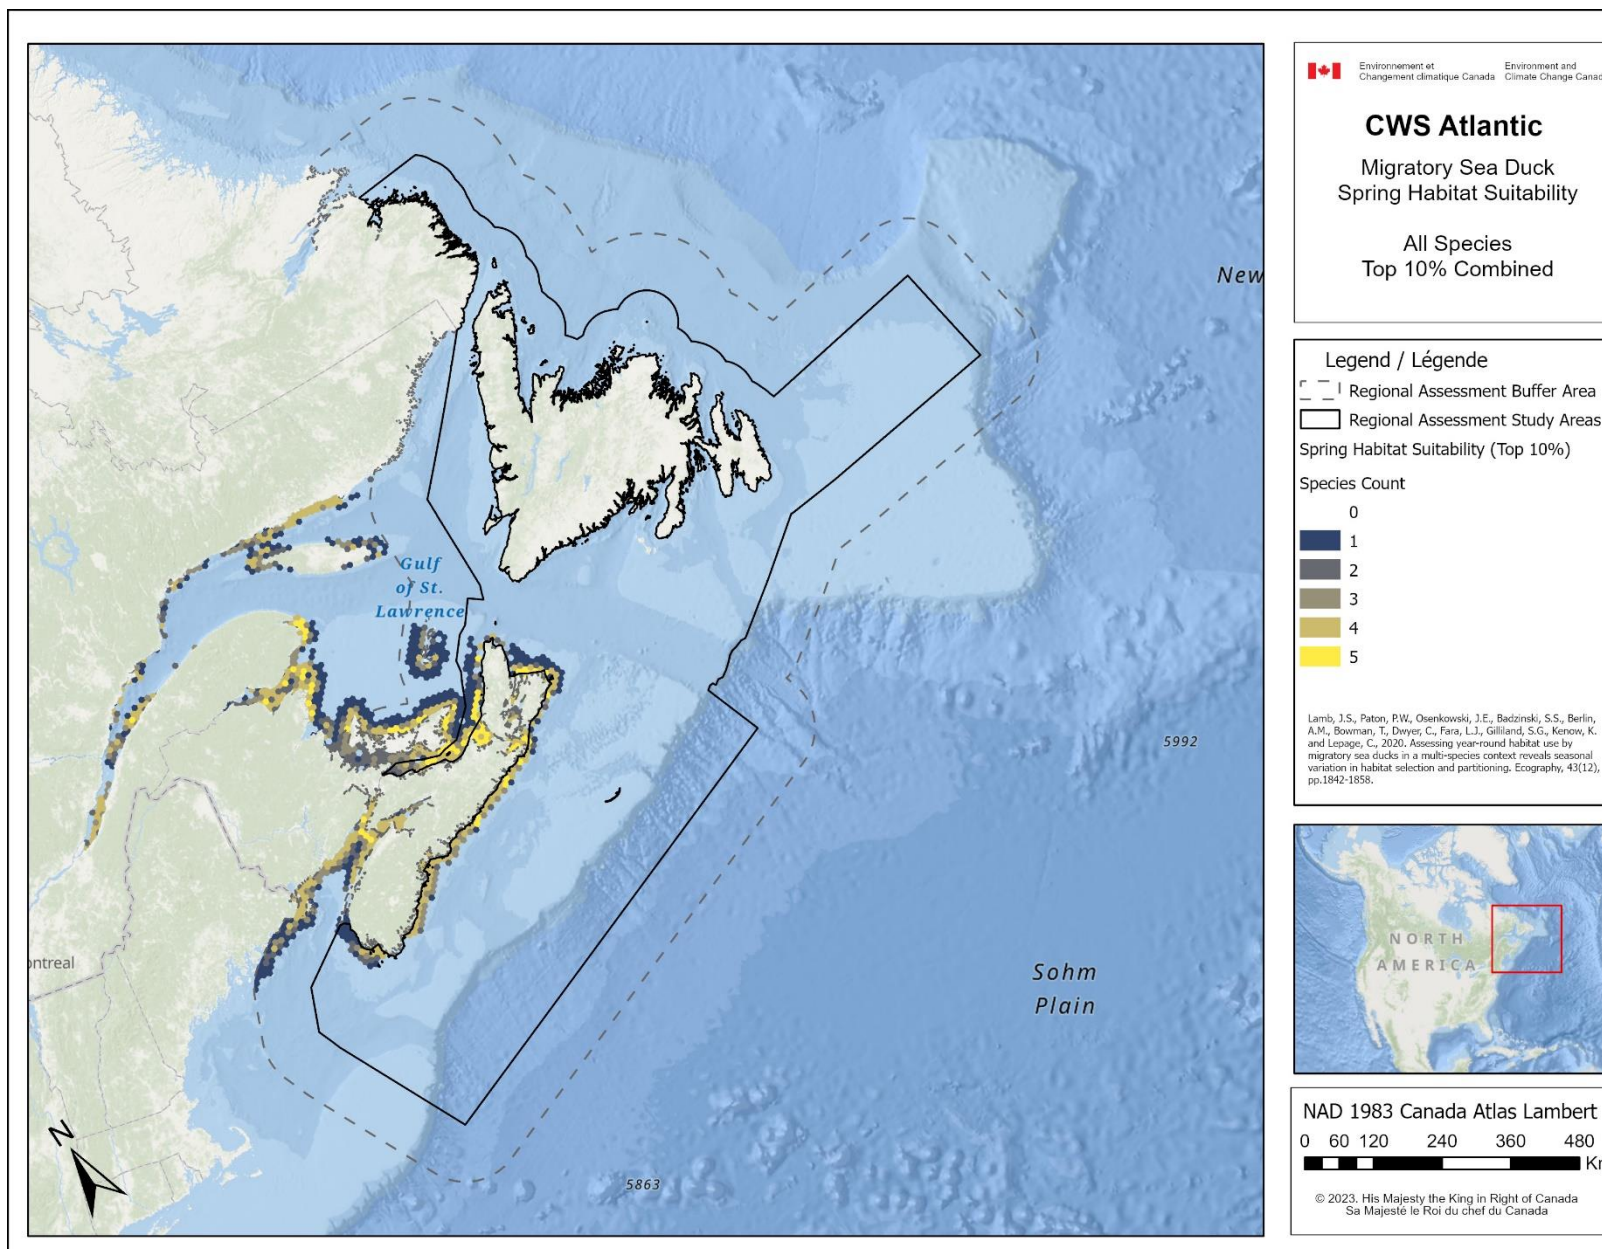 Environnement et
Changement climatique Canada
Environment and
Climate Change Canad
CWS Atlantic
Migratory Sea Duck
Spring Habitat Suitability
All Species
Top 10% Combined
Legend / Légende
Regional Assessment Buffer Area
Regional Assessment Study Areas
Spring Habitat Suitability (Top 10%)
Species Count
0
1
2
3
4
5
Lamb, J.S., Paton, P.W., Osenkowski, J.E., Badzinski, S.S., Berlin,
A.M., Bowman, T., Dwyer, C., Fara, L.J., Gilliland, S.G., Kenow, K.
and Lepage, C., 2020. Assessing year-round habitat use by
migratory sea ducks in a multi-species context reveals seasonal
variation in habitat selection and partitioning. Ecography, 43(12),
pp.1842-1858.
NORTH
AMERICA
NAD 1983 Canada Atlas Lambert
0 60 120 240 360 480
Km
© 2023. His Majesty the King in Right of Canada
Sa Majesté le Roi du chef du Canada
New
Gulf
of St.
Lawrence
5992
Sohm
Plain
ontreal
N
5863